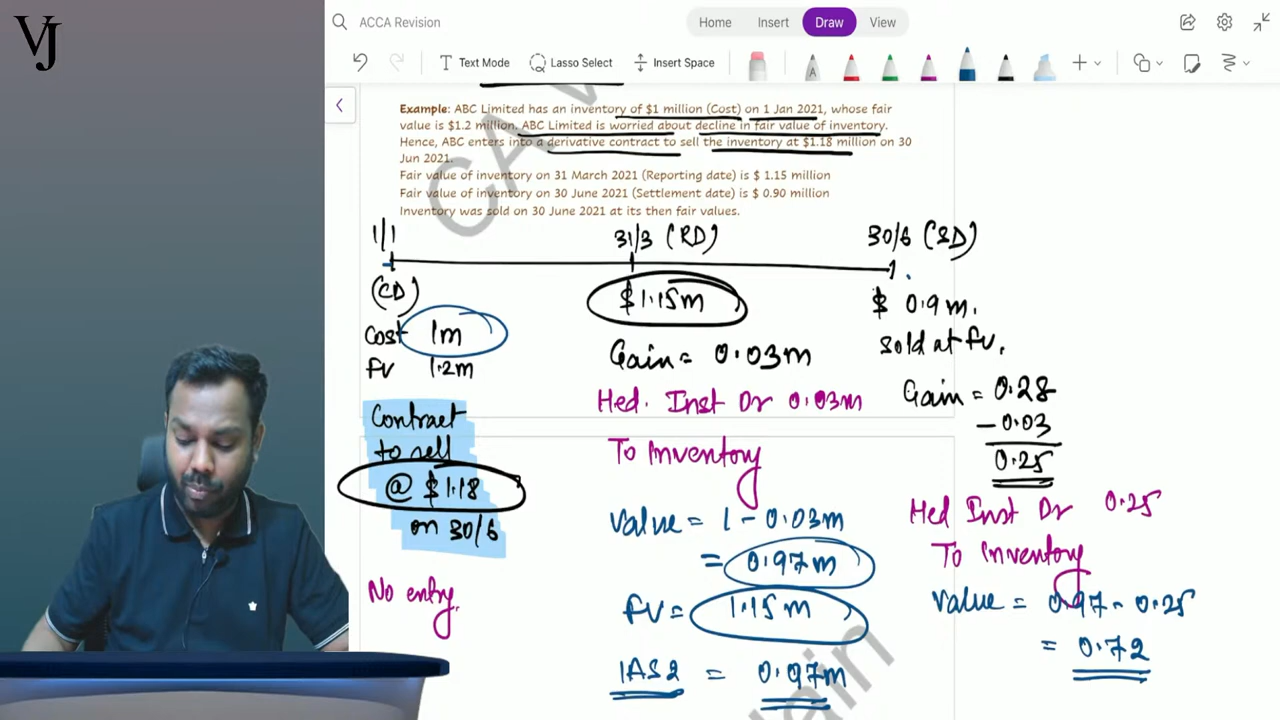 VJ
ACCA Revision
Home Insert Draw View
Text Mode Lasso Select Insert Space
Example: ABC Limited has an inventory of $1 million (Cost) on 1 Jan 2021, whose fair
value is $1.2 million. ABC Limited is worried about decline in fair value of inventory.
Hence, ABC enters into a derivative contract to sell the inventory at $1.18 million on 30
Jun 2021.
Fair value of inventory on 31 March 2021 (Reporting date) is $ 1.15 million
Fair value of inventory on 30 June 2021 (Settlement date) is $ 0.90 million
Inventory was sold on 30 June 2021 at its then fair values.
1/1
(CD)
Cost 1m
fv 1.2m
Contract
to sell
@ $1.18
on 30/6
No entry.
31/3 (RD)
$1.15m
Gain = 0.03m
Hed. Inst Dr 0.03m
To Inventory
Value = 1 - 0.03m
= 0.97m
fv = 1.15m
IAS2 = 0.97m
30/6 (SD)
$ 0.9m.
sold at fv.
Gain = 0.28
- 0.03
0.25
Hed Inst Dr 0.25
To Inventory
Value = 0.97 - 0.25
= 0.72